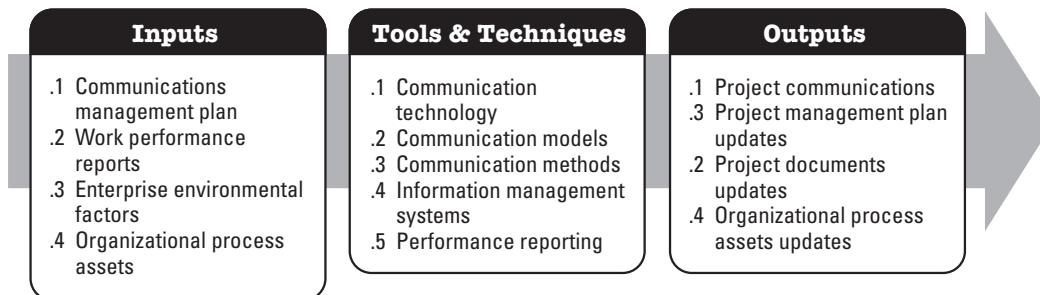 Inputs
.1 Communications
management plan
.2 Work performance
reports
.3 Enterprise environmental
factors
.4 Organizational process
assets
Tools & Techniques
.1 Communication
technology
.2 Communication models
.3 Communication methods
.4 Information management
systems
.5 Performance reporting
Outputs
.1 Project communications
.3 Project management plan
updates
.2 Project documents
updates
.4 Organizational process
assets updates